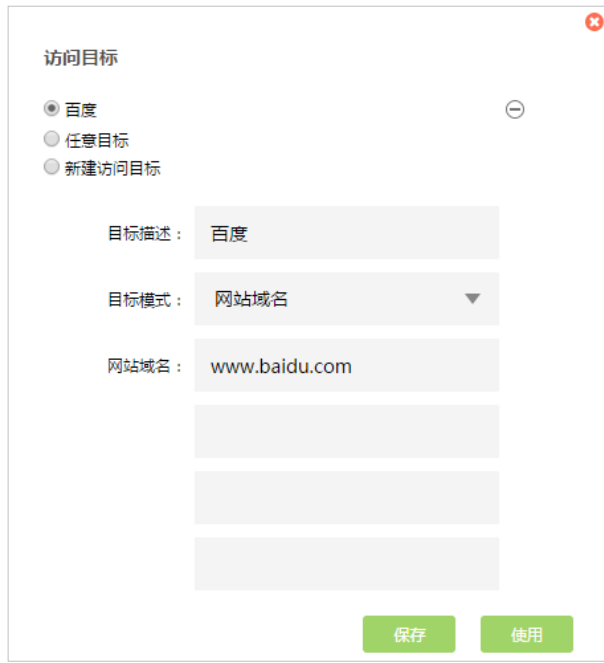 访问目标
百度
任意目标
新建访问目标
目标描述： 百度
目标模式： 网站域名
网站域名： www.baidu.com
保存 使用